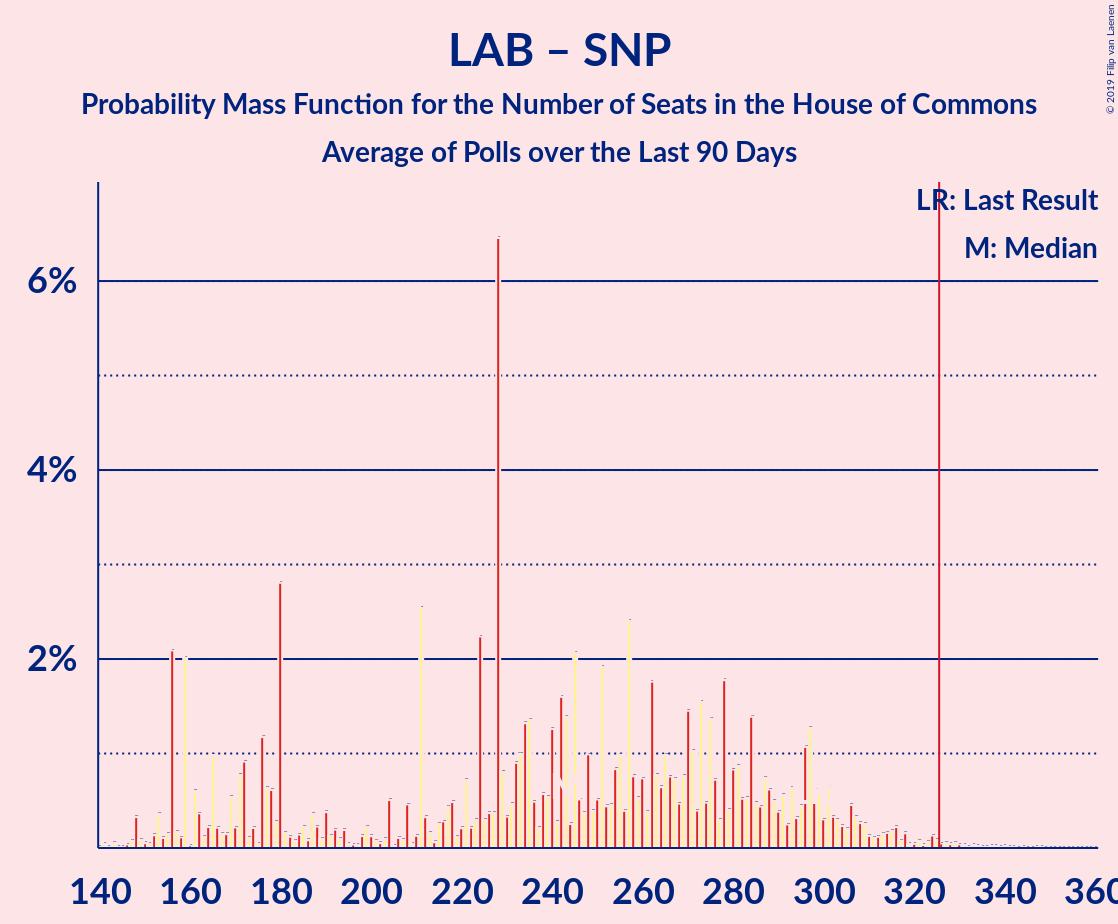 LAB – SNP
Probability Mass Function for the Number of Seats in the House of Commons
Average of Polls over the Last 90 Days
© 2019 Filip van Laenen
LR: Last Result
M: Median
6%
4%
2%
140 160 180 200 220 240 260 280 300 320 340 360